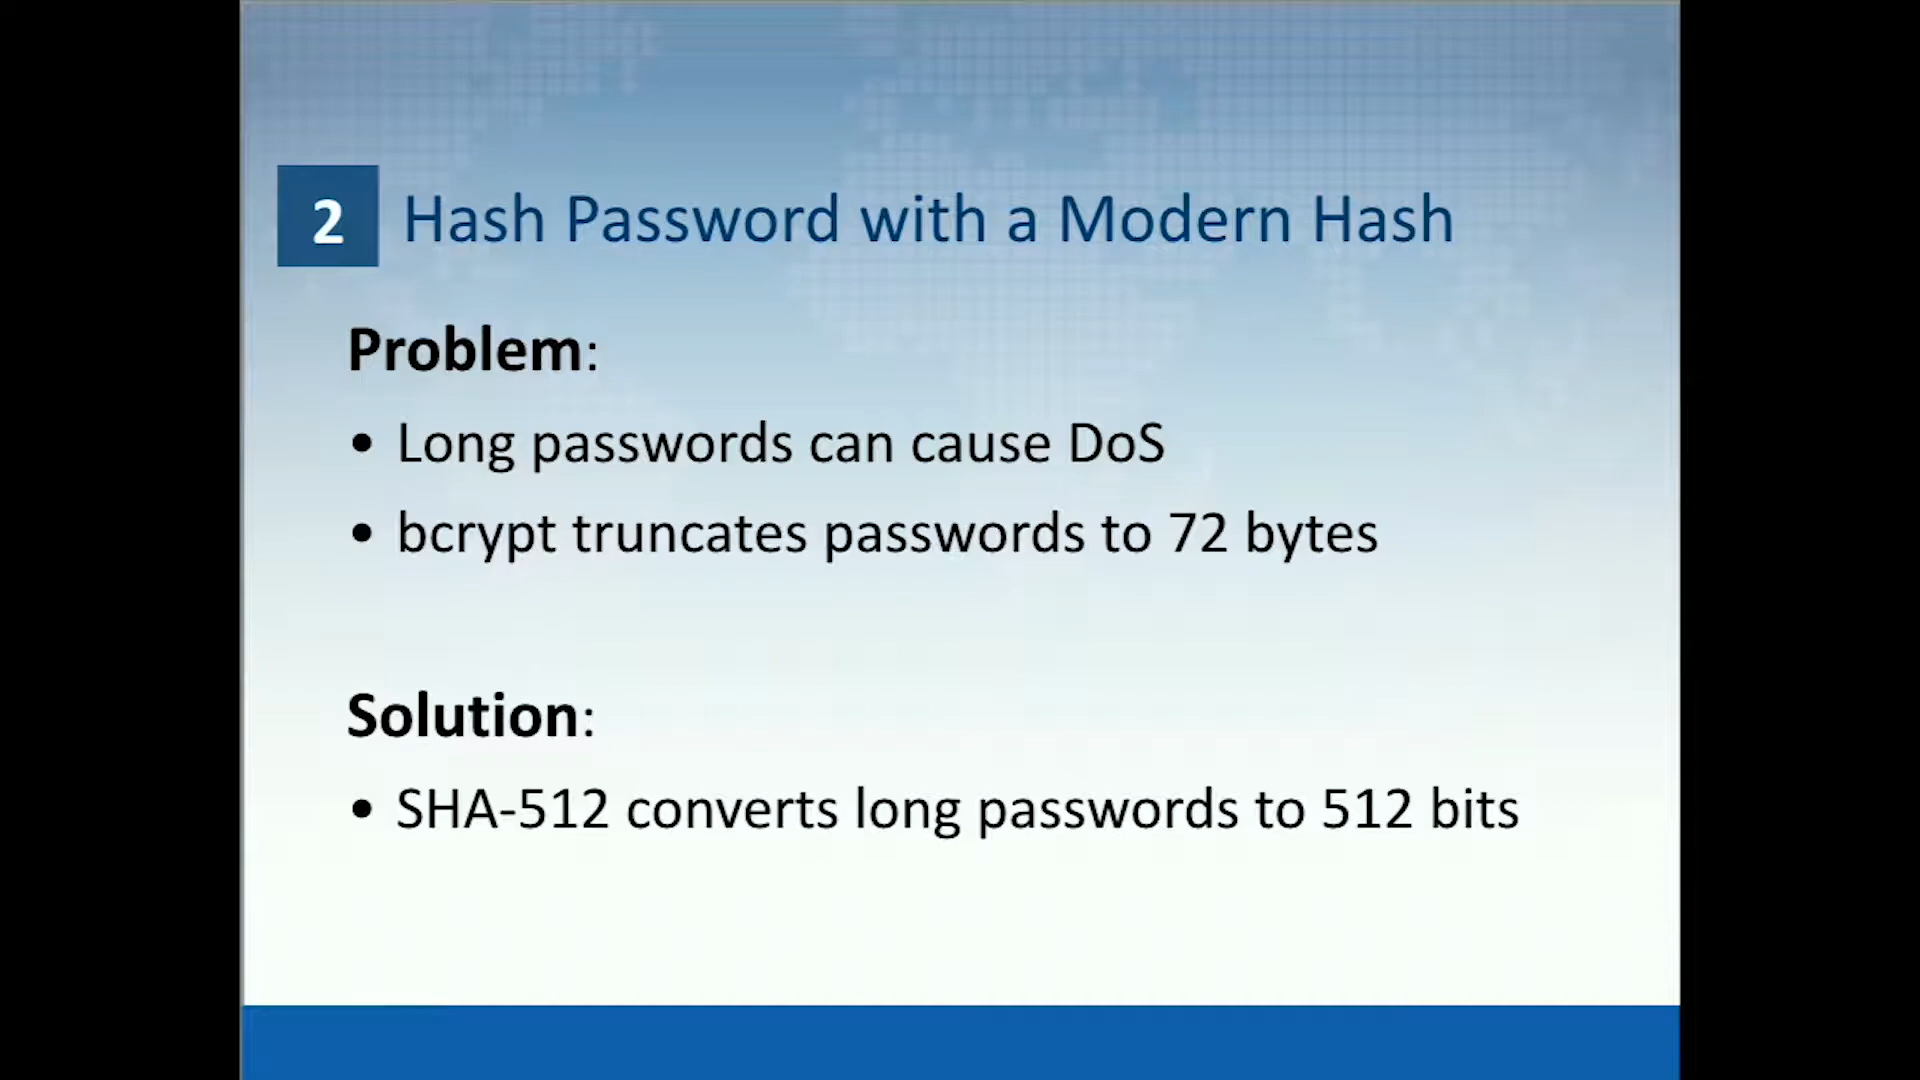 2 Hash Password with a Modern Hash
Problem:
• Long passwords can cause DoS
• bcrypt truncates passwords to 72 bytes
Solution:
• SHA-512 converts long passwords to 512 bits